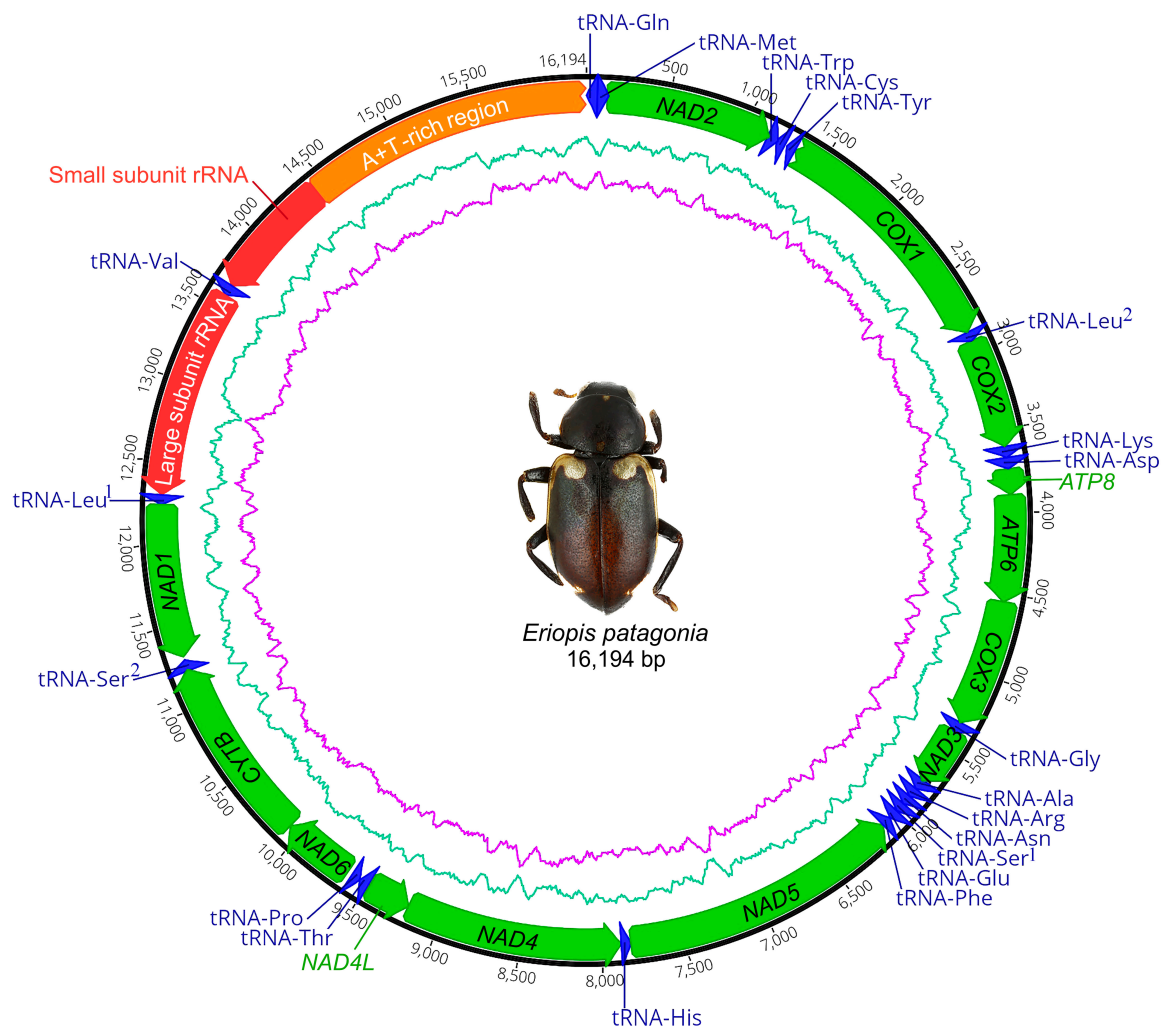 tRNA-Gln
tRNA-Met
tRNA-Trp
tRNA-Cys
tRNA-Tyr
16,194
500
1,000
1,500
2,000
2,500
3,000
3,500
4,000
4,500
5,000
5,500
6,000
6,500
7,000
7,500
8,000
8,500
9,000
9,500
10,000
10,500
11,000
11,500
12,000
12,500
13,000
13,500
14,000
14,500
15,000
15,500
NAD2
COX1
tRNA-Leu²
COX2
tRNA-Lys
tRNA-Asp
ATP8
ATP6
COX3
tRNA-Gly
NAD3
tRNA-Ala
tRNA-Arg
tRNA-Asn
tRNA-Ser¹
tRNA-Glu
tRNA-Phe
NAD5
tRNA-His
NAD4
NAD4L
tRNA-Thr
tRNA-Pro
NAD6
CYTB
tRNA-Ser²
NAD1
tRNA-Leu¹
Large subunit rRNA
tRNA-Val
Small subunit rRNA
A+T-rich region
Eriopis patagonia
16,194 bp